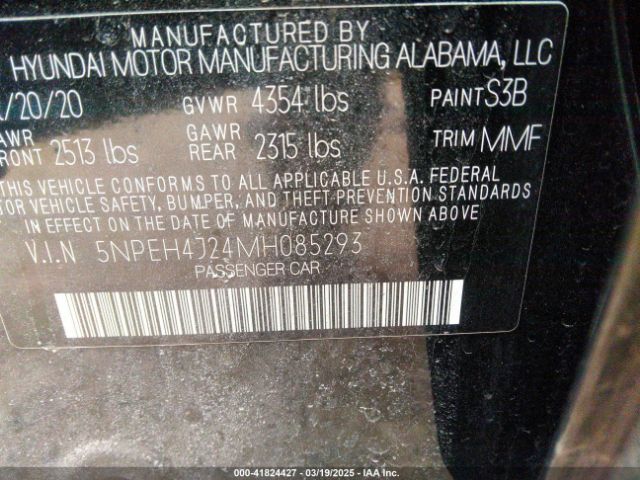 MANUFACTURED BY
HYUNDAI MOTOR MANUFACTURING ALABAMA, LLC
/20/20 GVWR 4354 lbs PAINT S3B
GAWR FRONT 2513 lbs GAWR REAR 2315 lbs TRIM MMF
THIS VEHICLE CONFORMS TO ALL APPLICABLE U.S.A. FEDERAL
MOTOR VEHICLE SAFETY, BUMPER, AND THEFT PREVENTION STANDARDS
IN EFFECT ON THE DATE OF MANUFACTURE SHOWN ABOVE
V.I.N 5NPEH4J24MH085293
PASSENGER CAR
000-41824427 - 03/19/2025 - IAA Inc.